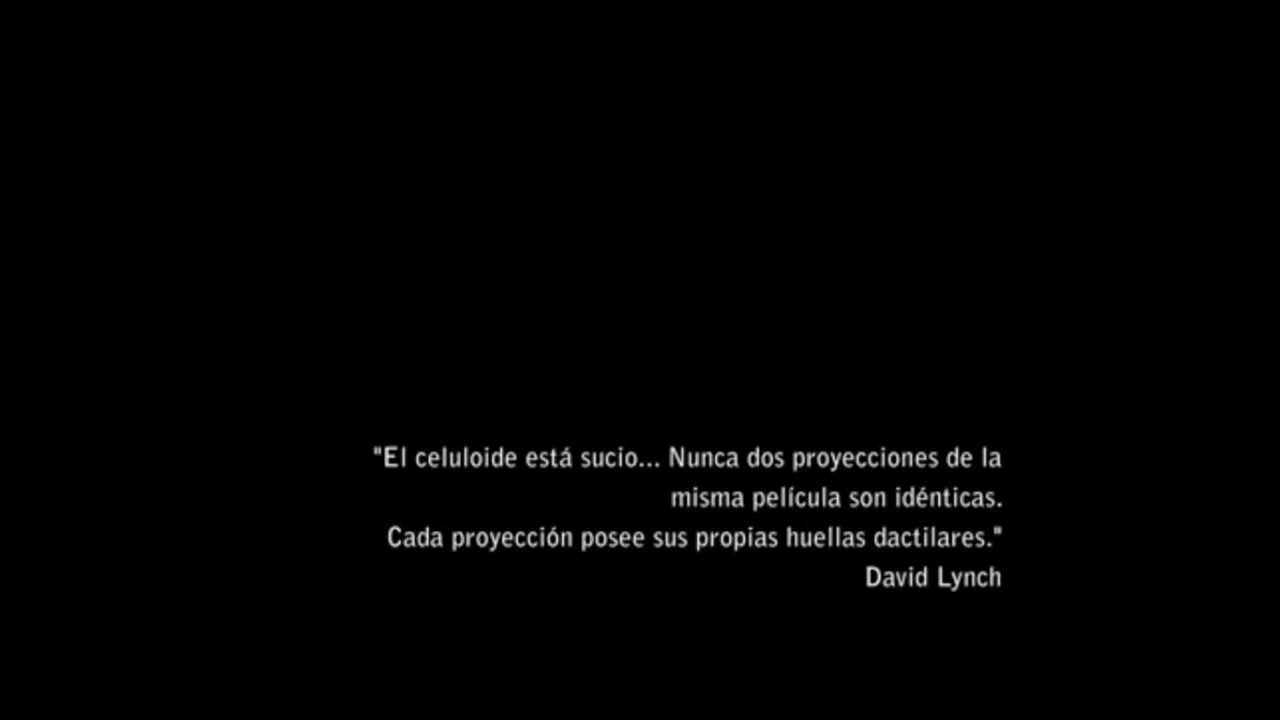 "El celuloide está sucio... Nunca dos proyecciones de la
misma película son idénticas.
Cada proyección posee sus propias huellas dactilares."
David Lynch